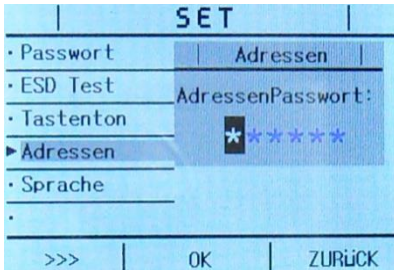 SET
· Passwort
· ESD Test
· Tastenton
▸Adressen
· Sprache
·
Adressen
AdressenPasswort:
******
>>> OK ZURÜCK